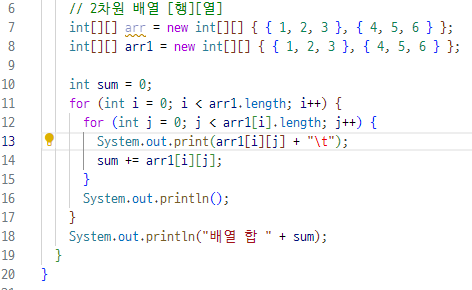 6 // 2차원 배열 [행][열]
7 int[][] arr = new int[][] { { 1, 2, 3 }, { 4, 5, 6 } };
8 int[][] arr1 = new int[][] { { 1, 2, 3 }, { 4, 5, 6 } };
9
10 int sum = 0;
11 for (int i = 0; i < arr1.length; i++) {
12 for (int j = 0; j < arr1[i].length; j++) {
13 System.out.print(arr1[i][j] + "\t");
14 sum += arr1[i][j];
15 }
16 System.out.println();
17 }
18 System.out.println("배열 합 " + sum);
19 }
20 }